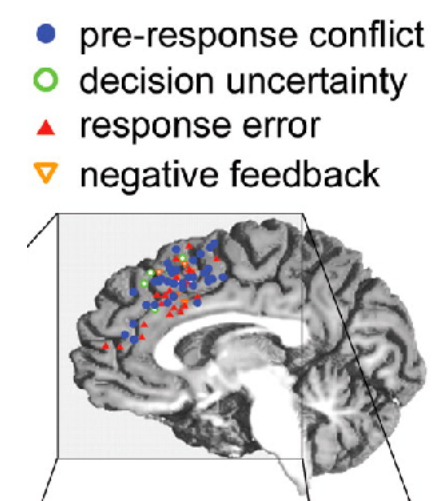 pre-response conflict
decision uncertainty
response error
negative feedback